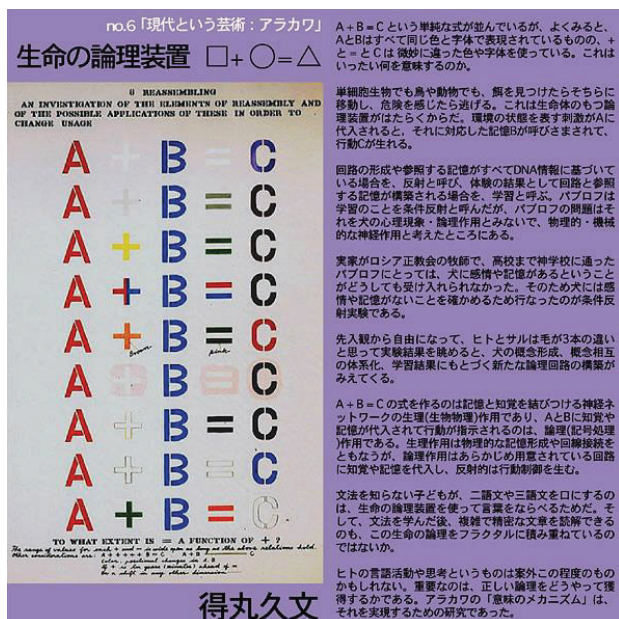 no.6「現代という芸術:アラカワ」
生命の論理装置 □+○=△
8 REASSEMBLING
AN INVESTIGATION OF THE ELEMENTS OF REASSEMBLY AND
OF THE POSSIBLE APPLICATIONS OF THESE IN ORDER TO
CHANGE USAGE
A + B = C
A + B = C
A + B = C
A + B = C
A + B = C
Brown pink
A + B = C
A + B = C
A + B = C
A + B = C
TO WHAT EXTENT IS = A FUNCTION OF + ?
The range of values for each + and = is wide open as long as the above relations hold.
Other considerations are:
得丸久文
A+B=Cという単純な式が並んでいるが、よくみると、
AとBはすべて同じ色と字体で表現されているものの、+
と=とCは微妙に違った色や字体を使っている。これは
いったい何を意味するのか。
単細胞生物でも鳥や動物でも、餌を見つけたらそちらに
移動し、危険を感じたら逃げる。これは生命体のもつ論
理装置がはたらくからだ。環境の状態を表す刺激がAに
代入されると、それに対応した記憶Bが呼びさまされて、
行動Cが生れる。
回路の形成や参照する記憶がすべてDNA情報に基づいて
いる場合を、反射と呼び、体験の結果として回路と参照
する記憶が構築される場合を、学習と呼ぶ。パブロフは
学習のことを条件反射と呼んだが、パブロフの問題はそ
れを犬の心理現象・論理作用とみないで、物理的・機械
的な神経作用と考えたところにある。
実家がロシア正教会の牧師で、高校まで神学校に通った
パブロフにとっては、犬に感情や記憶があるということ
がどうしても受け入れられなかった。そのため犬には感
情や記憶がないことを確かめるため行なったのが条件反
射実験である。
先入観から自由になって、ヒトとサルは毛が3本の違い
と思って実験結果を眺めると、犬の概念形成、概念相互
の体系化、学習結果にもとづく新たな論理回路の構築が
みえてくる。
A+B=Cの式を作るのは記憶と知覚を結びつける神経ネ
ットワークの生理(生物物理)作用であり、AとBに知覚や
記憶が代入されて行動が指示されるのは、論理(記号処理
)作用である。生理作用は物理的な記憶形成や回線接続を
ともなうが、論理作用はあらかじめ用意されている回路
に知覚や記憶を代入し、反射的は行動制御を生む。
文法を知らない子どもが、二語文や三語文を口にするの
は、生命の論理装置を使って言葉をならべるためだ。そ
して、文法を学んだ後、複雑で精密な文章を読解できる
のも、この生命の論理をフラクタルに積み重ねているの
ではないか。
ヒトの言語活動や思考というものは案外この程度のもの
かもしれない。重要なのは、正しい論理をどうやって獲
得するかである。アラカワの「意味のメカニズム」は、
それを実現するための研究であった。